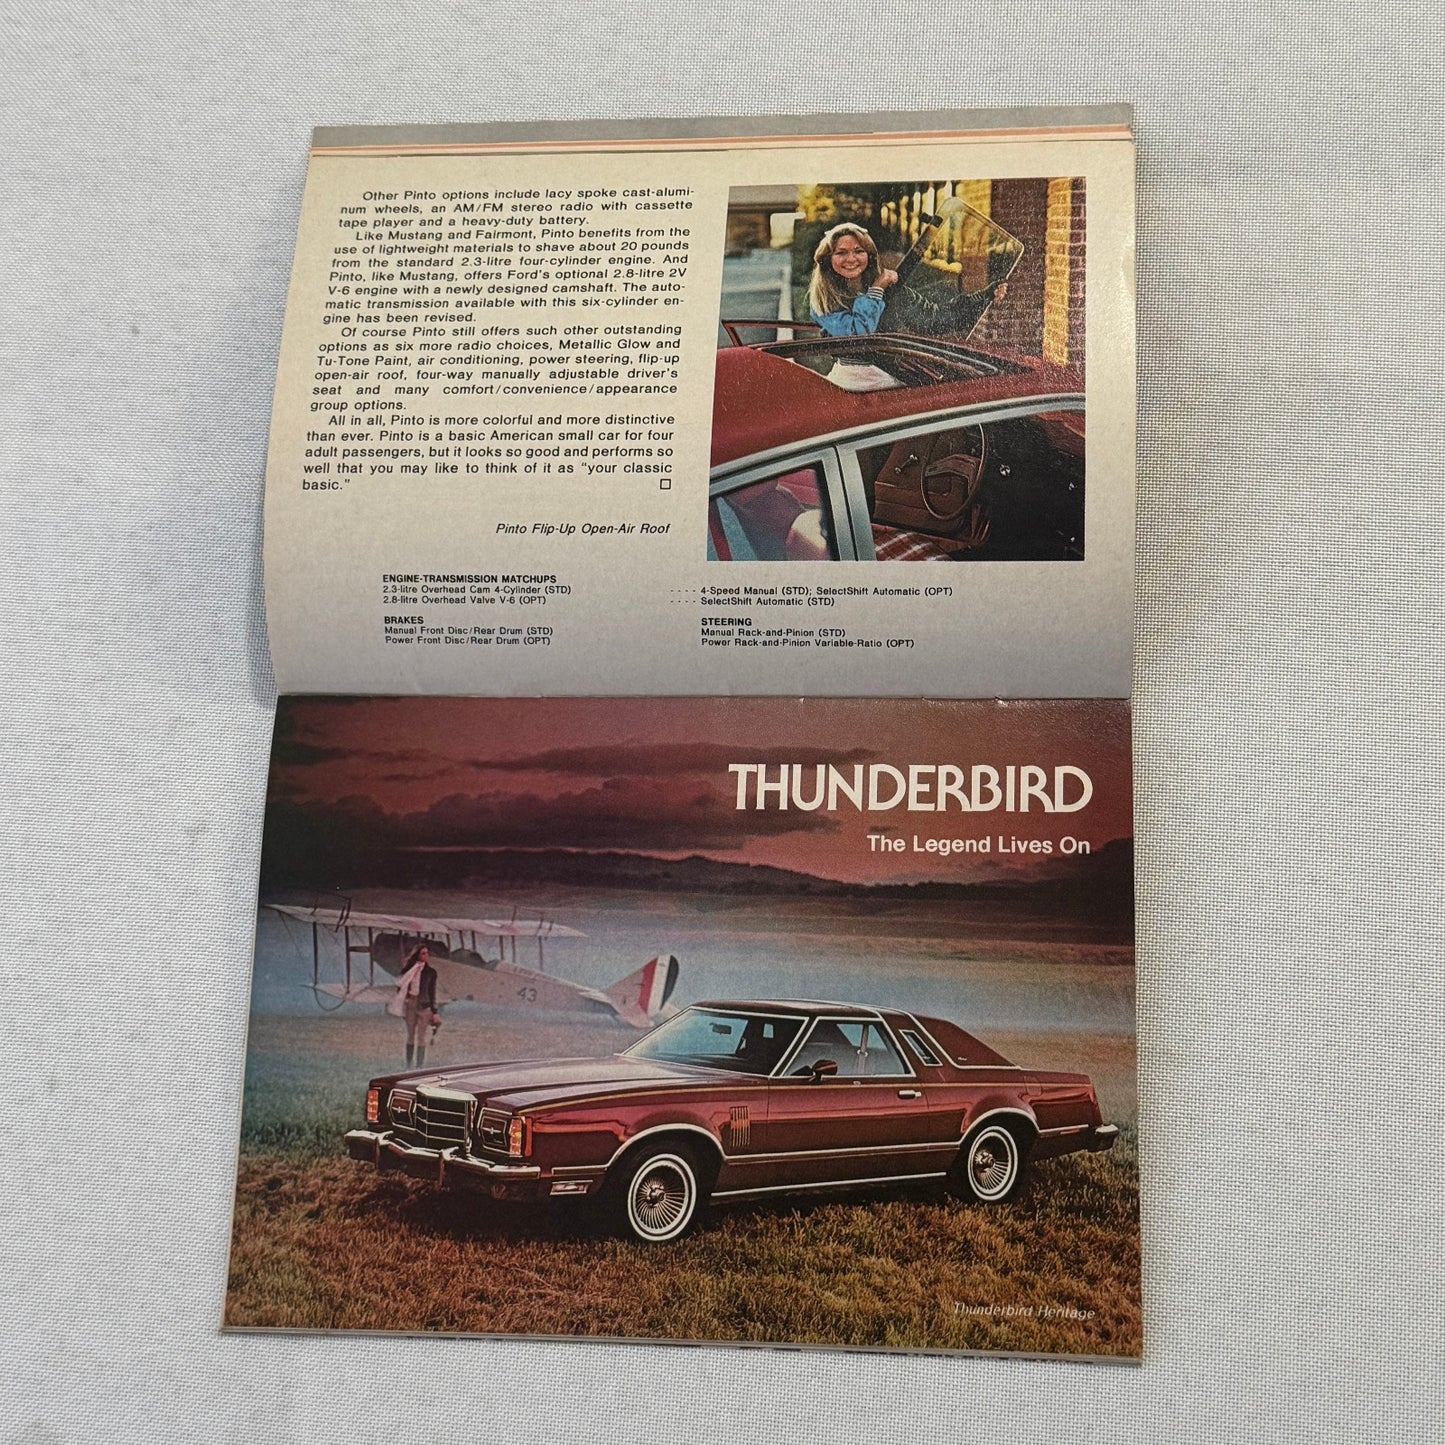 Other Pinto options include lacy spoke cast-alumi-
num wheels, an AM/FM stereo radio with cassette
tape player and a heavy-duty battery.
Like Mustang and Fairmont, Pinto benefits from the
use of lightweight materials to shave about 20 pounds
from the standard 2.3-litre four-cylinder engine. And
Pinto, like Mustang, offers Ford's optional 2.8-litre 2V
V-6 engine with a newly designed camshaft. The auto-
matic transmission available with this six-cylinder en-
gine has been revised.
Of course Pinto still offers such other outstanding
options as six more radio choices, Metallic Glow and
Tu-Tone Paint, air conditioning, power steering, flip-up
open-air roof, four-way manually adjustable driver's
seat and many comfort/convenience/appearance
group options.
All in all, Pinto is more colorful and more distinctive
than ever. Pinto is a basic American small car for four
adult passengers, but it looks so good and performs so
well that you may like to think of it as "your classic
basic." □
Pinto Flip-Up Open-Air Roof
ENGINE-TRANSMISSION MATCHUPS
2.3-litre Overhead Cam 4-Cylinder (STD) - - - - 4-Speed Manual (STD); SelectShift Automatic (OPT)
2.8-litre Overhead Valve V-6 (OPT) - - - - SelectShift Automatic (STD)
BRAKES
Manual Front Disc/Rear Drum (STD)
Power Front Disc/Rear Drum (OPT)
STEERING
Manual Rack-and-Pinion (STD)
Power Rack-and-Pinion Variable-Ratio (OPT)
THUNDERBIRD
The Legend Lives On
43
Thunderbird Heritage